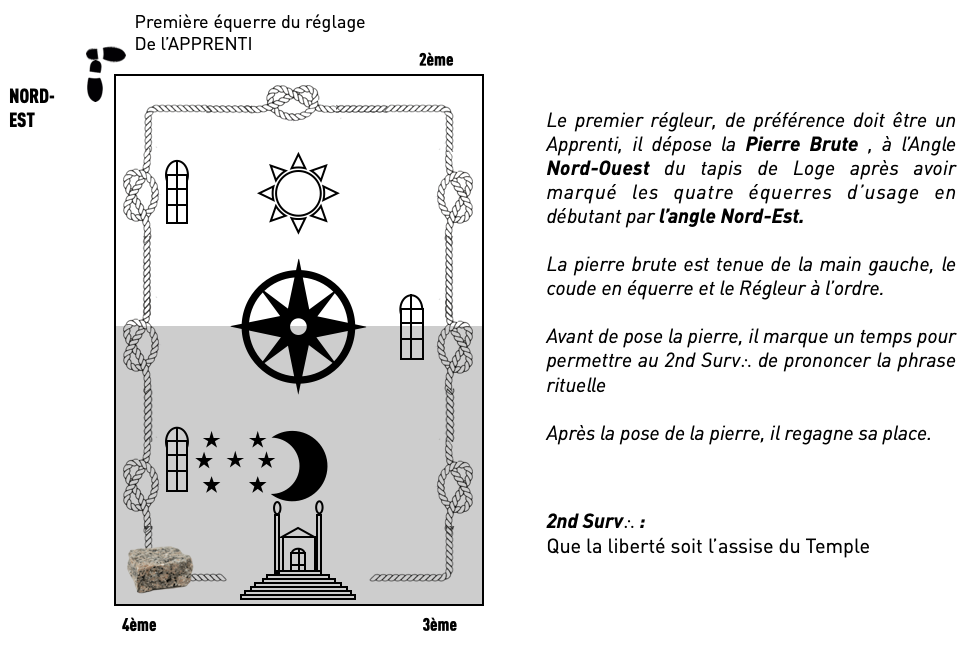 Première équerre du réglage
De l’APPRENTI
2ème
NORD-
EST
Le premier régleur, de préférence doit être un
Apprenti, il dépose la Pierre Brute , à l’Angle
Nord-Ouest du tapis de Loge après avoir
marqué les quatre équerres d’usage en
débutant par l’angle Nord-Est.
La pierre brute est tenue de la main gauche, le
coude en équerre et le Régleur à l’ordre.
Avant de pose la pierre, il marque un temps pour
permettre au 2nd Surv∴ de prononcer la phrase
rituelle
Après la pose de la pierre, il regagne sa place.
2nd Surv∴ :
Que la liberté soit l’assise du Temple
4ème
3ème